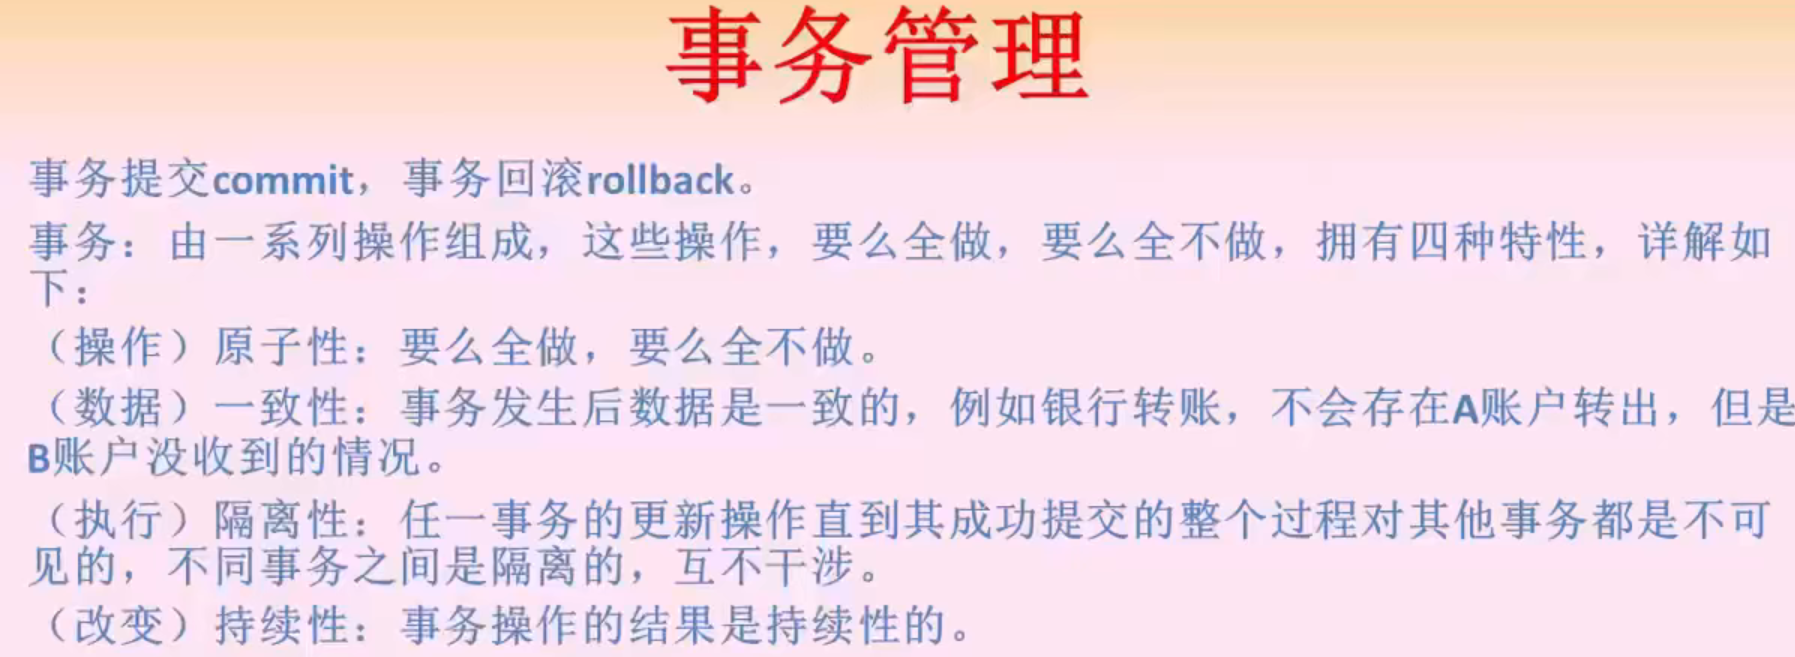 事务管理
事务提交commit，事务回滚rollback。
事务：由一系列操作组成，这些操作，要么全做，要么全不做，拥有四种特性，详解如
下：
（操作）原子性：要么全做，要么全不做。
（数据）一致性：事务发生后数据是一致的，例如银行转账，不会存在A账户转出，但是
B账户没收到的情况。
（执行）隔离性：任一事务的更新操作直到其成功提交的整个过程对其他事务都是不可
见的，不同事务之间是隔离的，互不干涉。
（改变）持续性：事务操作的结果是持续性的。